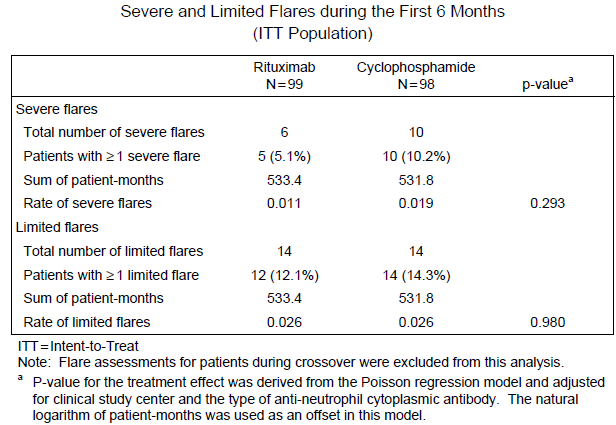 Severe and Limited Flares during the First 6 Months
(ITT Population)
Rituximab Cyclophosphamide
N=99 N=98 p-valueᵃ
Severe flares
Total number of severe flares 6 10
Patients with ≥ 1 severe flare 5 (5.1%) 10 (10.2%)
Sum of patient-months 533.4 531.8
Rate of severe flares 0.011 0.019 0.293
Limited flares
Total number of limited flares 14 14
Patients with ≥ 1 limited flare 12 (12.1%) 14 (14.3%)
Sum of patient-months 533.4 531.8
Rate of limited flares 0.026 0.026 0.980
ITT=Intent-to-Treat
Note: Flare assessments for patients during crossover were excluded from this analysis.
ᵃ P-value for the treatment effect was derived from the Poisson regression model and adjusted
for clinical study center and the type of anti-neutrophil cytoplasmic antibody. The natural
logarithm of patient-months was used as an offset in this model.